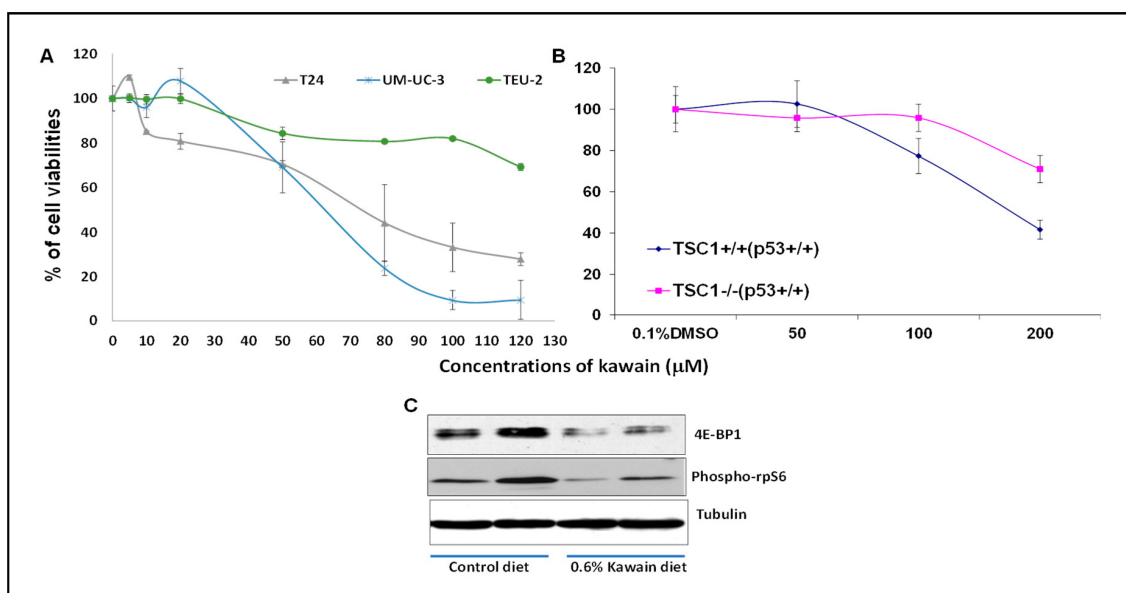 A
120
100
80
60
40
20
0
T24
UM-UC-3
TEU-2
% of cell viabilities
0 10 20 30 40 50 60 70 80 90 100 110 120 130
B
120
100
80
60
40
20
0
TSC1+/+(p53+/+)
TSC1-/-(p53+/+)
0.1%DMSO 50 100 200
Concentrations of kawain (µM)
C
4E-BP1
Phospho-rpS6
Tubulin
Control diet
0.6% Kawain diet